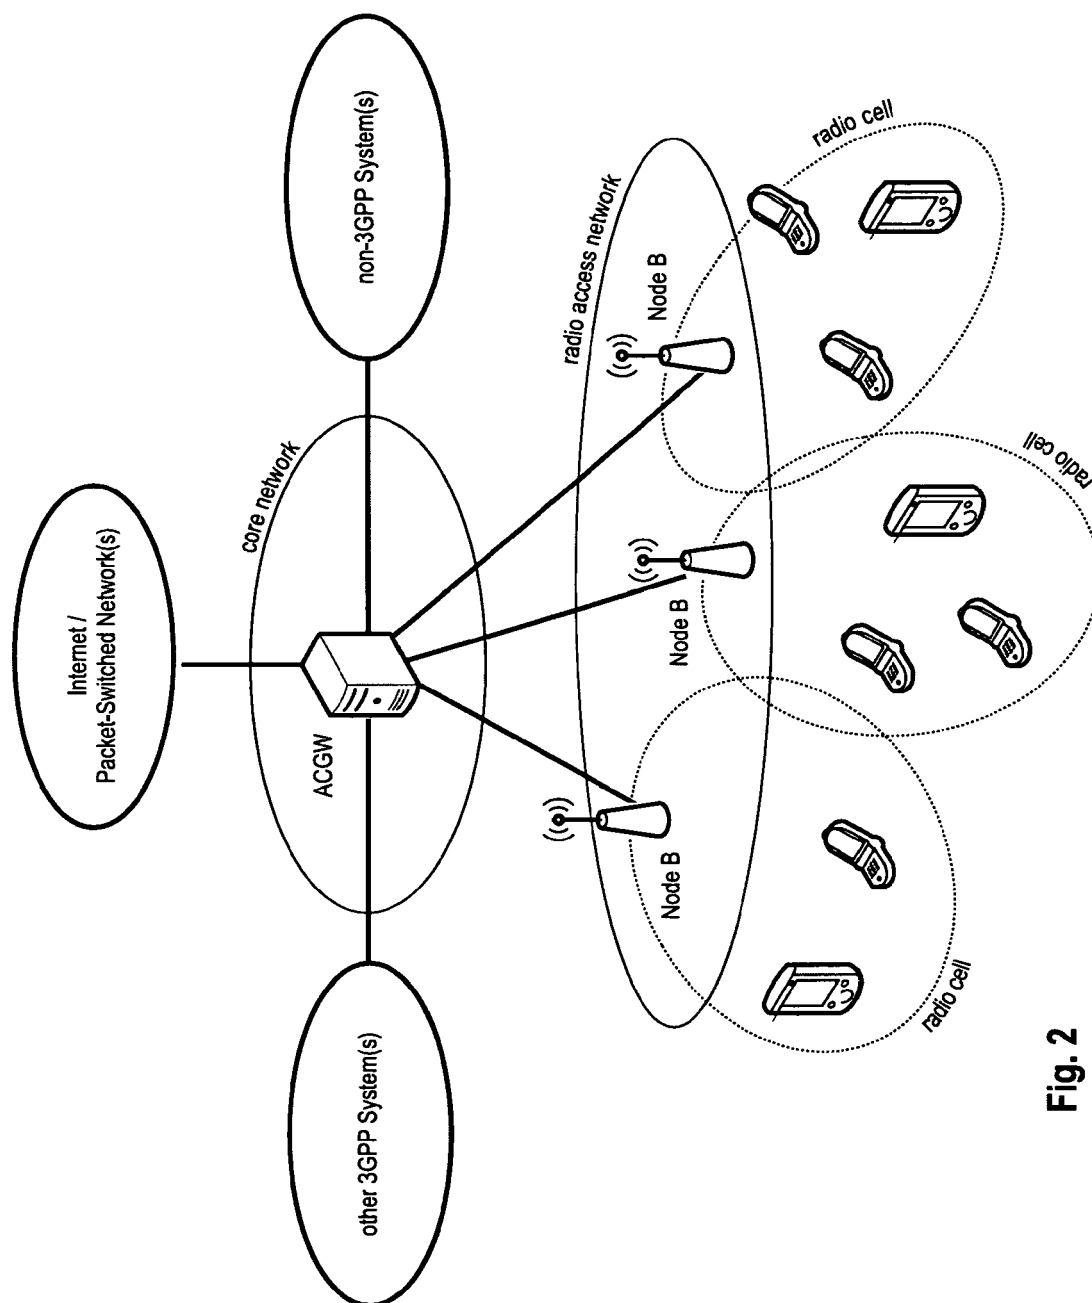 Internet /
Packet-Switched Network(s)
other 3GPP System(s)
ACGW
core network
non-3GPP System(s)
radio access network
Node B
Node B
Node B
radio cell
radio cell
radio cell
Fig. 2